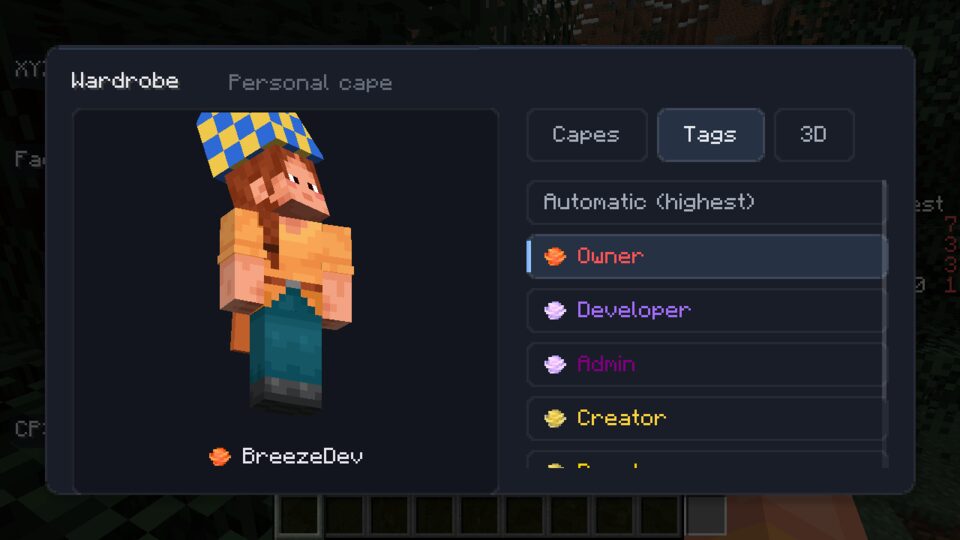 Wardrobe Personal cape
Capes Tags 3D
Automatic (highest)
Owner
Developer
Admin
Creator
BreezeDev